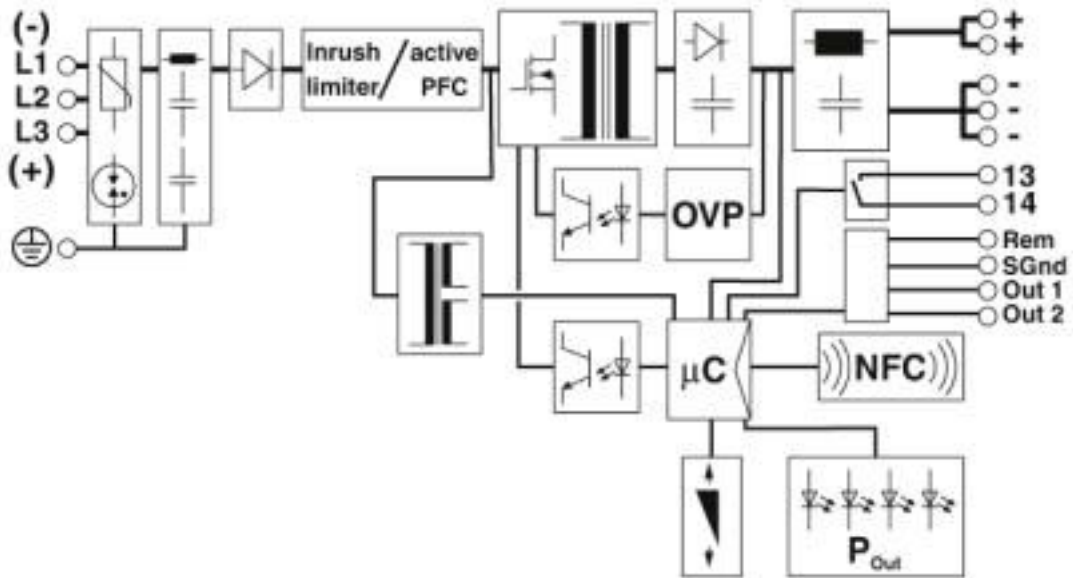 (-)
L1
L2
L3
(+)
Inrush / active
limiter / PFC
+
+
-
-
-
OVP
13
14
Rem
SGnd
Out 1
Out 2
µC
NFC
P Out